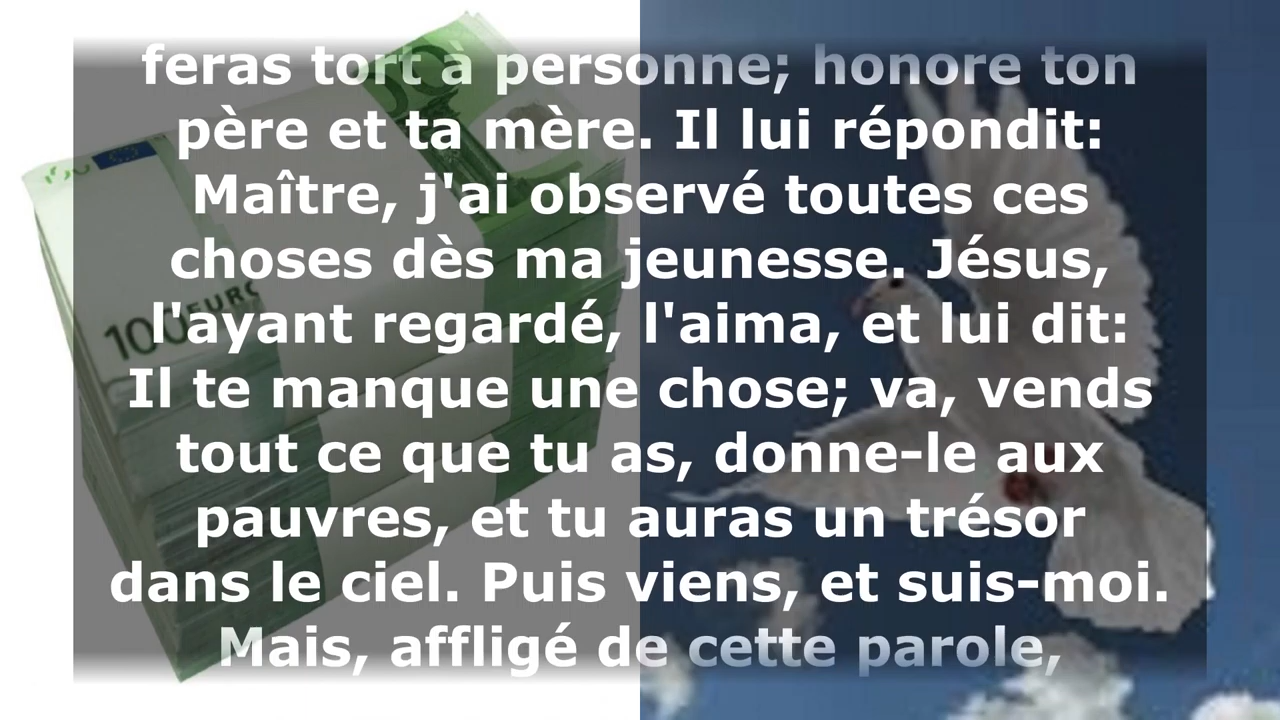 feras tort à personne; honore ton
père et ta mère. Il lui répondit:
Maître, j'ai observé toutes ces
choses dès ma jeunesse. Jésus,
l'ayant regardé, l'aima, et lui dit:
Il te manque une chose; va, vends
tout ce que tu as, donne-le aux
pauvres, et tu auras un trésor
dans le ciel. Puis viens, et suis-moi.
Mais, affligé de cette parole,
100 EURO